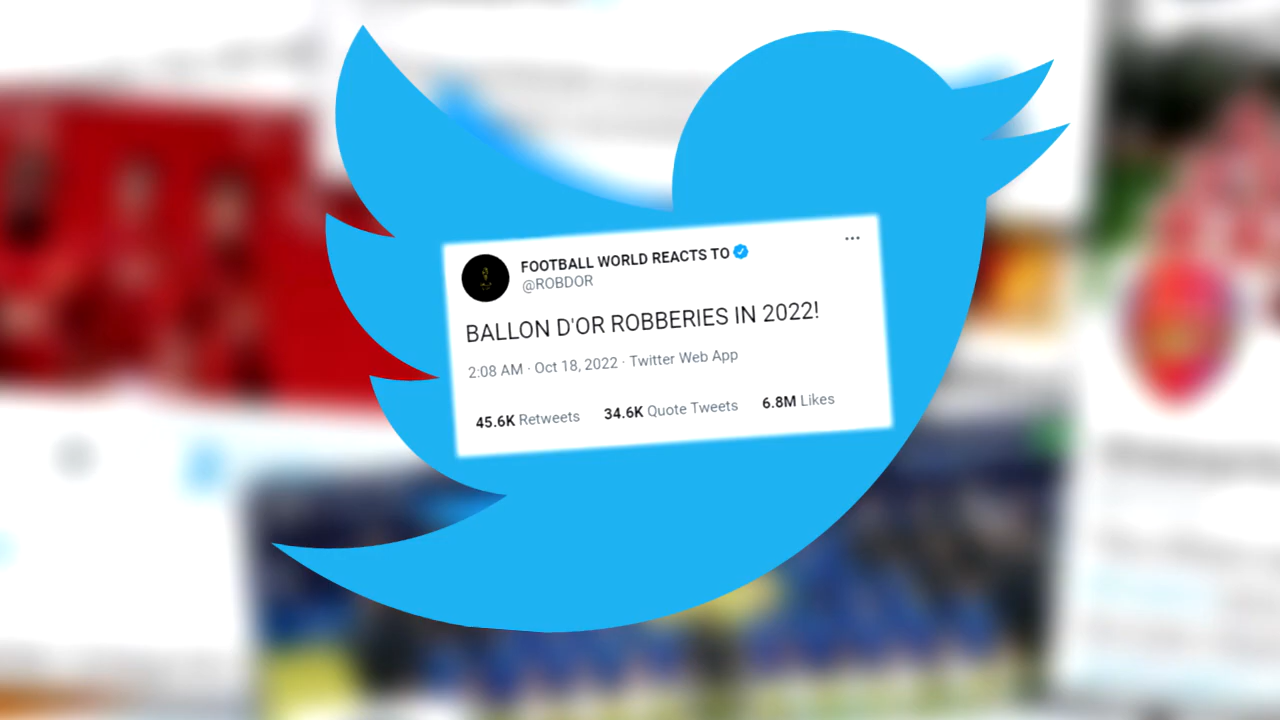 FOOTBALL WORLD REACTS TO
@ROBDOR
BALLON D'OR ROBBERIES IN 2022!
2:08 AM · Oct 18, 2022 · Twitter Web App
45.6K Retweets 34.6K Quote Tweets 6.8M Likes